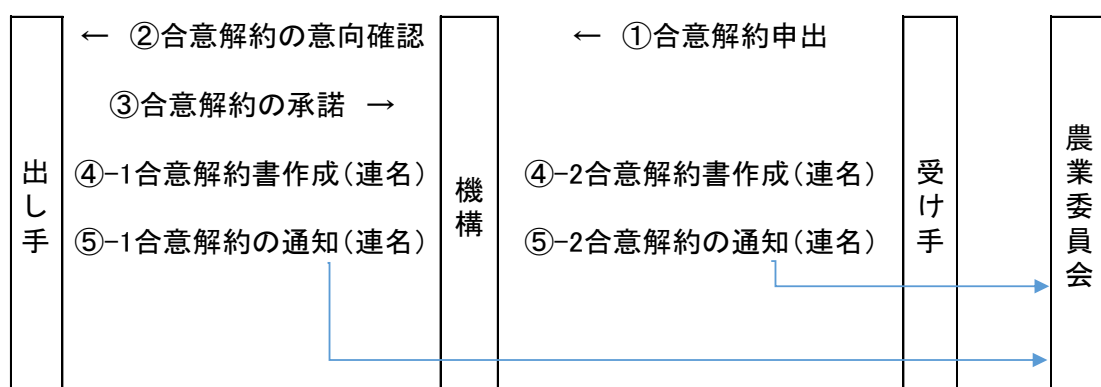 ← ②合意解約の意向確認
← ①合意解約申出
③合意解約の承諾 →
④-1合意解約書作成(連名)
④-2合意解約書作成(連名)
⑤-1合意解約の通知(連名)
⑤-2合意解約の通知(連名)
出し手
機構
受け手
農業委員会